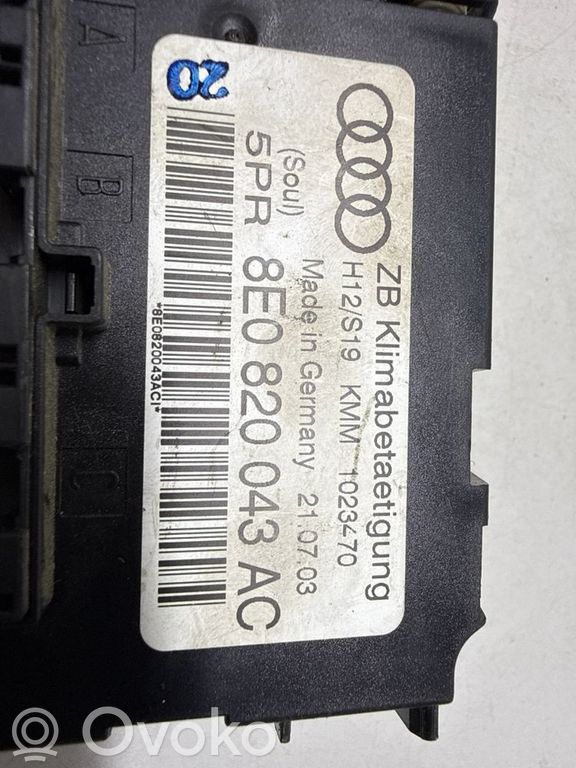 ZB Klimabetaetigung
H12/S19 KMM 1023470
Made in Germany 21.07.03
(Soul)
5PR 8E0 820 043 AC
*8E0820043ACI*
20
A
B
C
Ovoko